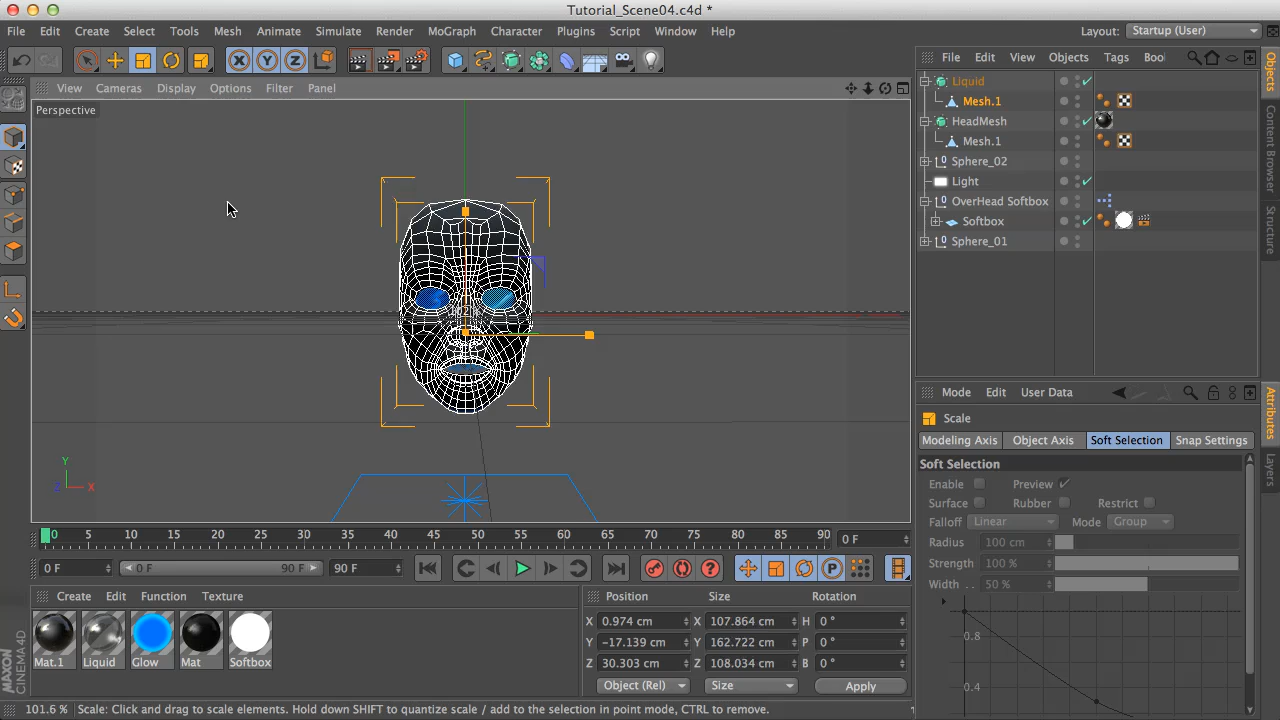 Tutorial_Scene04.c4d *
File Edit Create Select Tools Mesh Animate Simulate Render MoGraph Character Plugins Script Window Help Layout: Startup (User)
View Cameras Display Options Filter Panel
Perspective
Y
X
File Edit View Objects Tags Boo
Liquid
Mesh.1
HeadMesh
Mesh.1
Sphere_02
Light
OverHead Softbox
Softbox
Sphere_01
Objects
Content Browser
Structure
Mode Edit User Data
Scale
Modeling Axis Object Axis Soft Selection Snap Settings
Soft Selection
Enable Preview
Surface Rubber Restrict
Falloff Linear Mode Group
Radius 100 cm
Strength 100 %
Width . . 50 %
0.8
0.4
Attributes
Layers
0 5 10 15 20 25 30 35 40 45 50 55 60 65 70 75 80 85 90 0 F
0 F 0 F 90 F 90 F
Create Edit Function Texture
Mat.1 Liquid Glow Mat Softbox
Position Size Rotation
X 0.974 cm X 107.864 cm H 0 °
Y -17.139 cm Y 162.722 cm P 0 °
Z 30.303 cm Z 108.034 cm B 0 °
Object (Rel) Size Apply
MAXON CINEMA 4D
101.6 % Scale: Click and drag to scale elements. Hold down SHIFT to quantize scale / add to the selection in point mode, CTRL to remove.